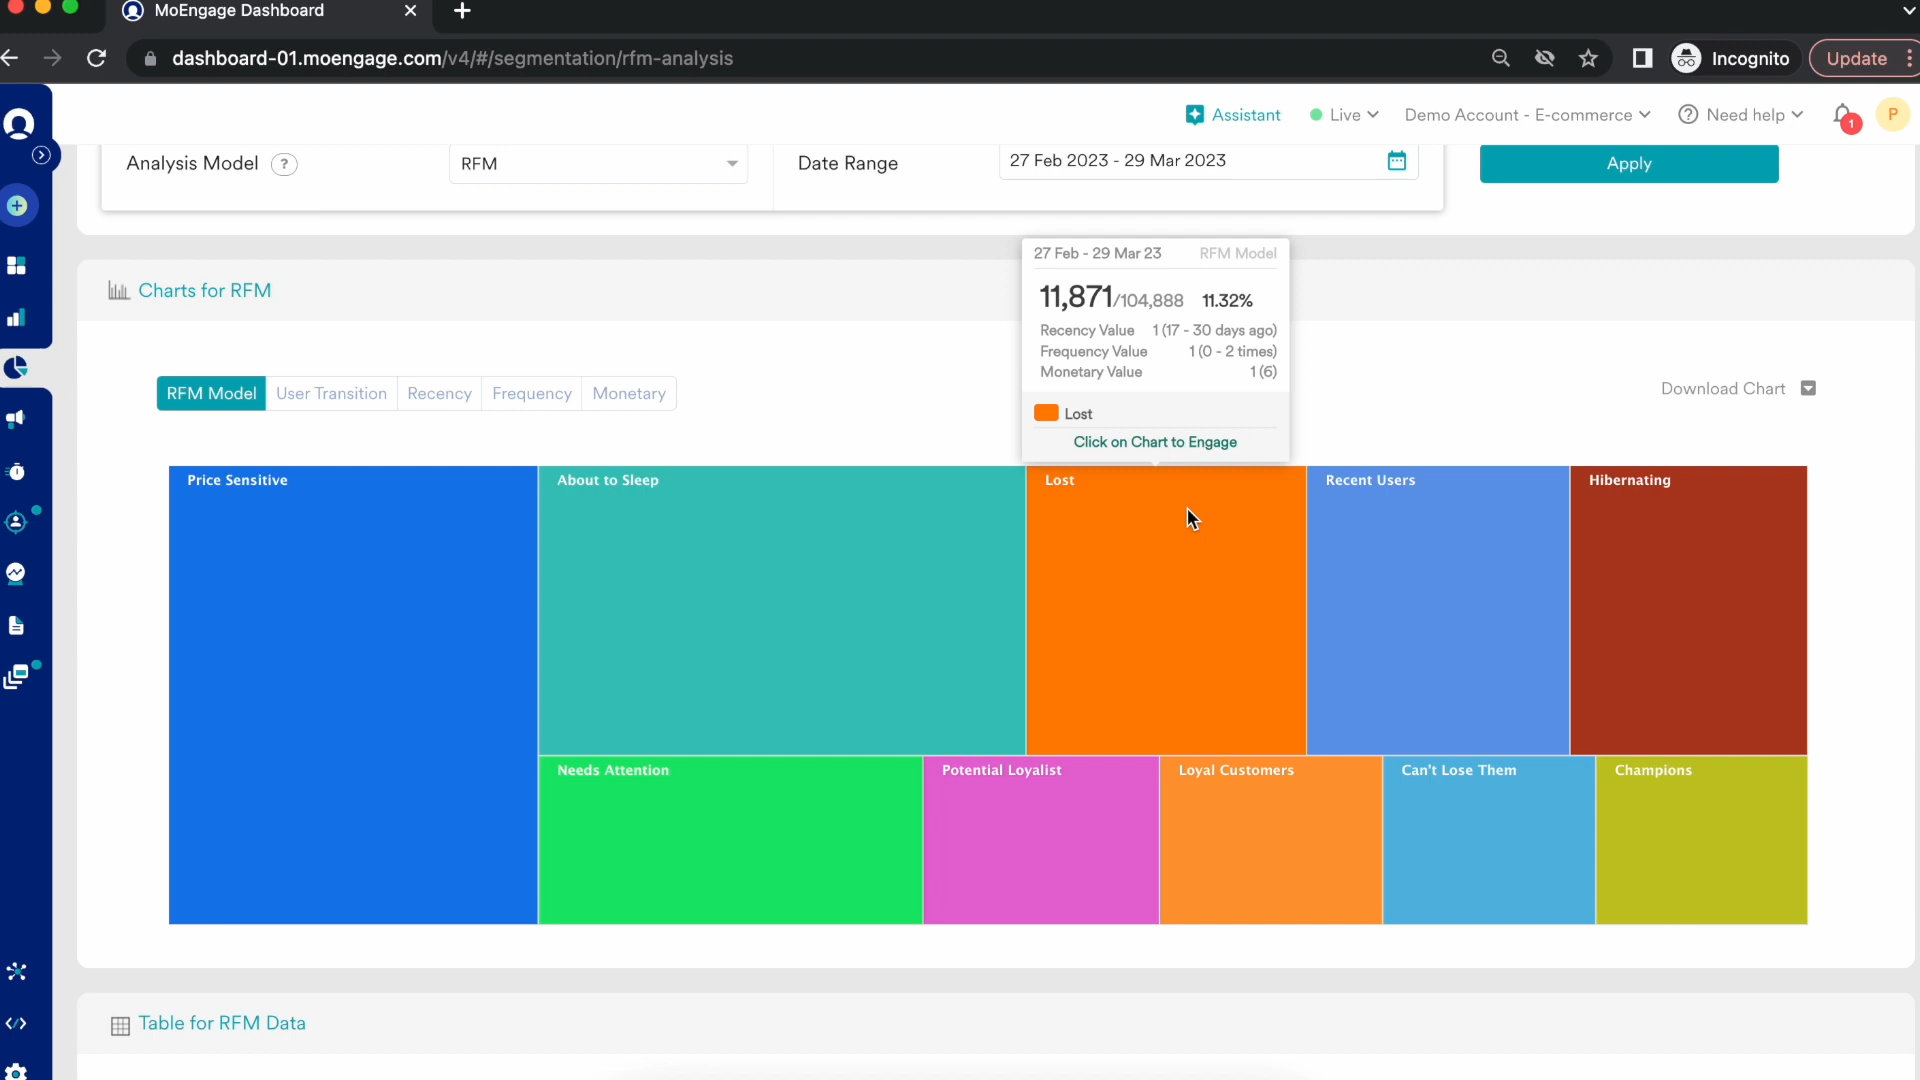 MoEngage Dashboard
dashboard-01.moengage.com/v4/#/segmentation/rfm-analysis
Incognito
Update
Assistant
Live
Demo Account - E-commerce
Need help
1
P
Analysis Model ?
RFM
Date Range
27 Feb 2023 - 29 Mar 2023
Apply
27 Feb - 29 Mar 23 RFM Model
11,871/104,888 11.32%
Recency Value 1 (17 - 30 days ago)
Frequency Value 1 (0 - 2 times)
Monetary Value 1 (6)
Lost
Click on Chart to Engage
Charts for RFM
RFM Model
User Transition
Recency
Frequency
Monetary
Download Chart
Price Sensitive
About to Sleep
Lost
Recent Users
Hibernating
Needs Attention
Potential Loyalist
Loyal Customers
Can't Lose Them
Champions
Table for RFM Data